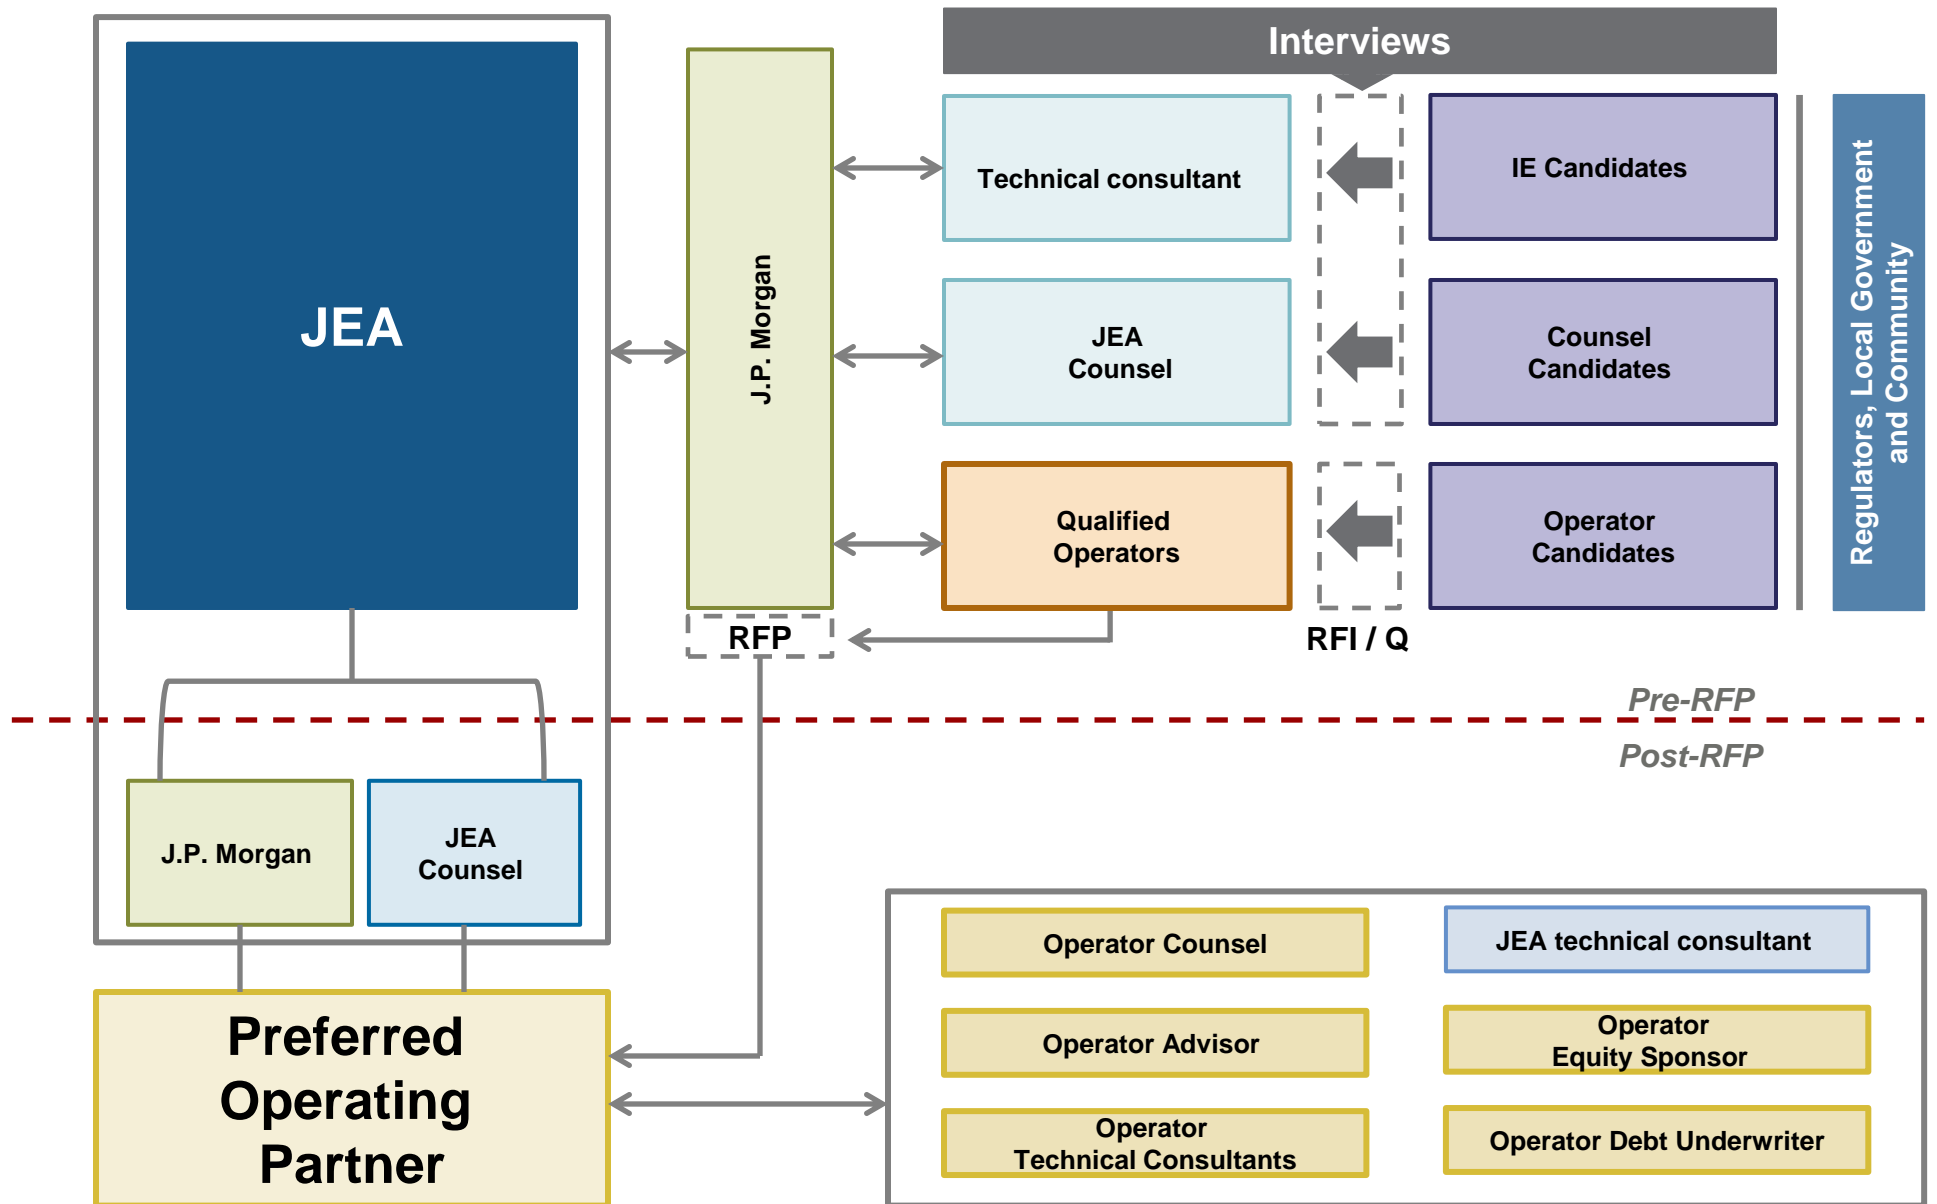 Interviews
JEA
J.P. Morgan
Technical consultant
IE Candidates
JEA
Counsel
Counsel
Candidates
Qualified
Operators
Operator
Candidates
Regulators, Local Government
and Community
RFP
RFI / Q
Pre-RFP
Post-RFP
J.P. Morgan
JEA
Counsel
Preferred
Operating
Partner
Operator Counsel
JEA technical consultant
Operator Advisor
Operator
Equity Sponsor
Operator
Technical Consultants
Operator Debt Underwriter